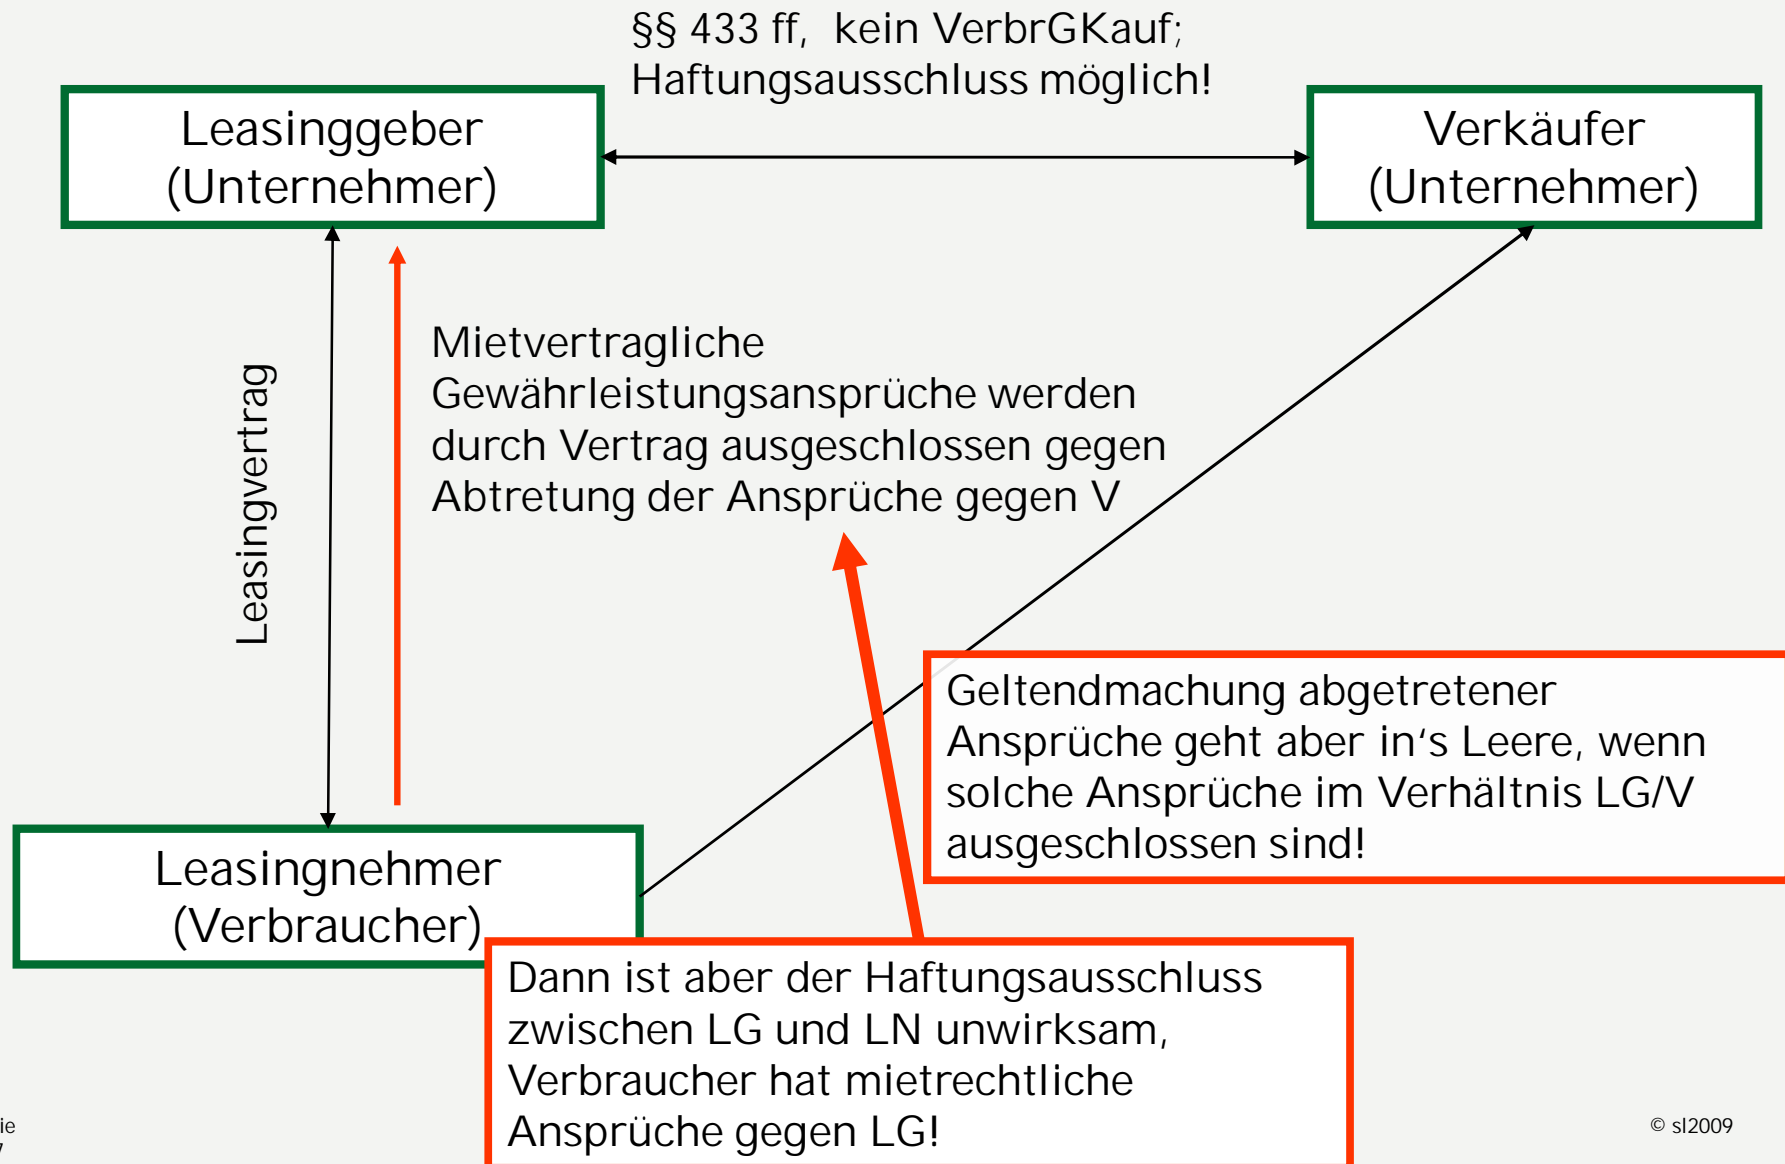 §§ 433 ff, kein VerbrGKauf;
Haftungsausschluss möglich!
Leasinggeber
(Unternehmer)
Verkäufer
(Unternehmer)
Leasingvertrag
Mietvertragliche
Gewährleistungsansprüche werden
durch Vertrag ausgeschlossen gegen
Abtretung der Ansprüche gegen V
Geltendmachung abgetretener
Ansprüche geht aber in‘s Leere, wenn
solche Ansprüche im Verhältnis LG/V
ausgeschlossen sind!
Leasingnehmer
(Verbraucher)
Dann ist aber der Haftungsausschluss
zwischen LG und LN unwirksam,
Verbraucher hat mietrechtliche
Ansprüche gegen LG!
ie
© sl2009